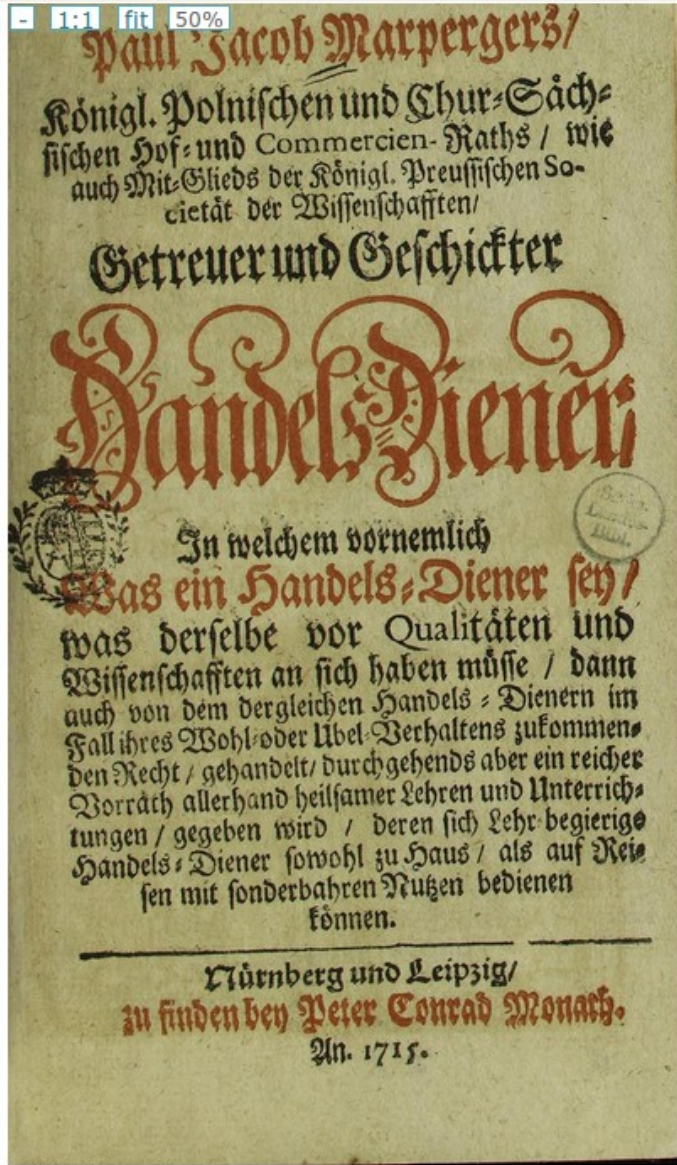 - 1:1 fit 50%
Paul Jacob Marpergers/
Königl. Polnischen und Chur-Säch-
sischen Hof- und Commercien-Raths / wie
auch Mit-Glieds der Königl. Preussischen So-
cietät der Wissenschafften/
Getreuer und Geschickter
Handels-Diener/
In welchem vornemlich
Was ein Handels-Diener sey /
was derselbe vor Qualitäten und
Wissenschafften an sich haben müsse / dann
auch von dem dergleichen Handels-Dienern im
Fall ihres Wohl- oder Übel-Verhaltens zukommen-
den Recht / gehandelt/ durchgehends aber ein reicher
Vorrath allerhand heilsamer Lehren und Unterrich-
tungen / gegeben wird / deren sich Lehr-begierige
Handels-Diener sowohl zu Haus / als auf Rei-
sen mit sonderbahren Nutzen bedienen
können.
Nürnberg und Leipzig/
zu finden bey Peter Conrad Monath.
An. 1715.